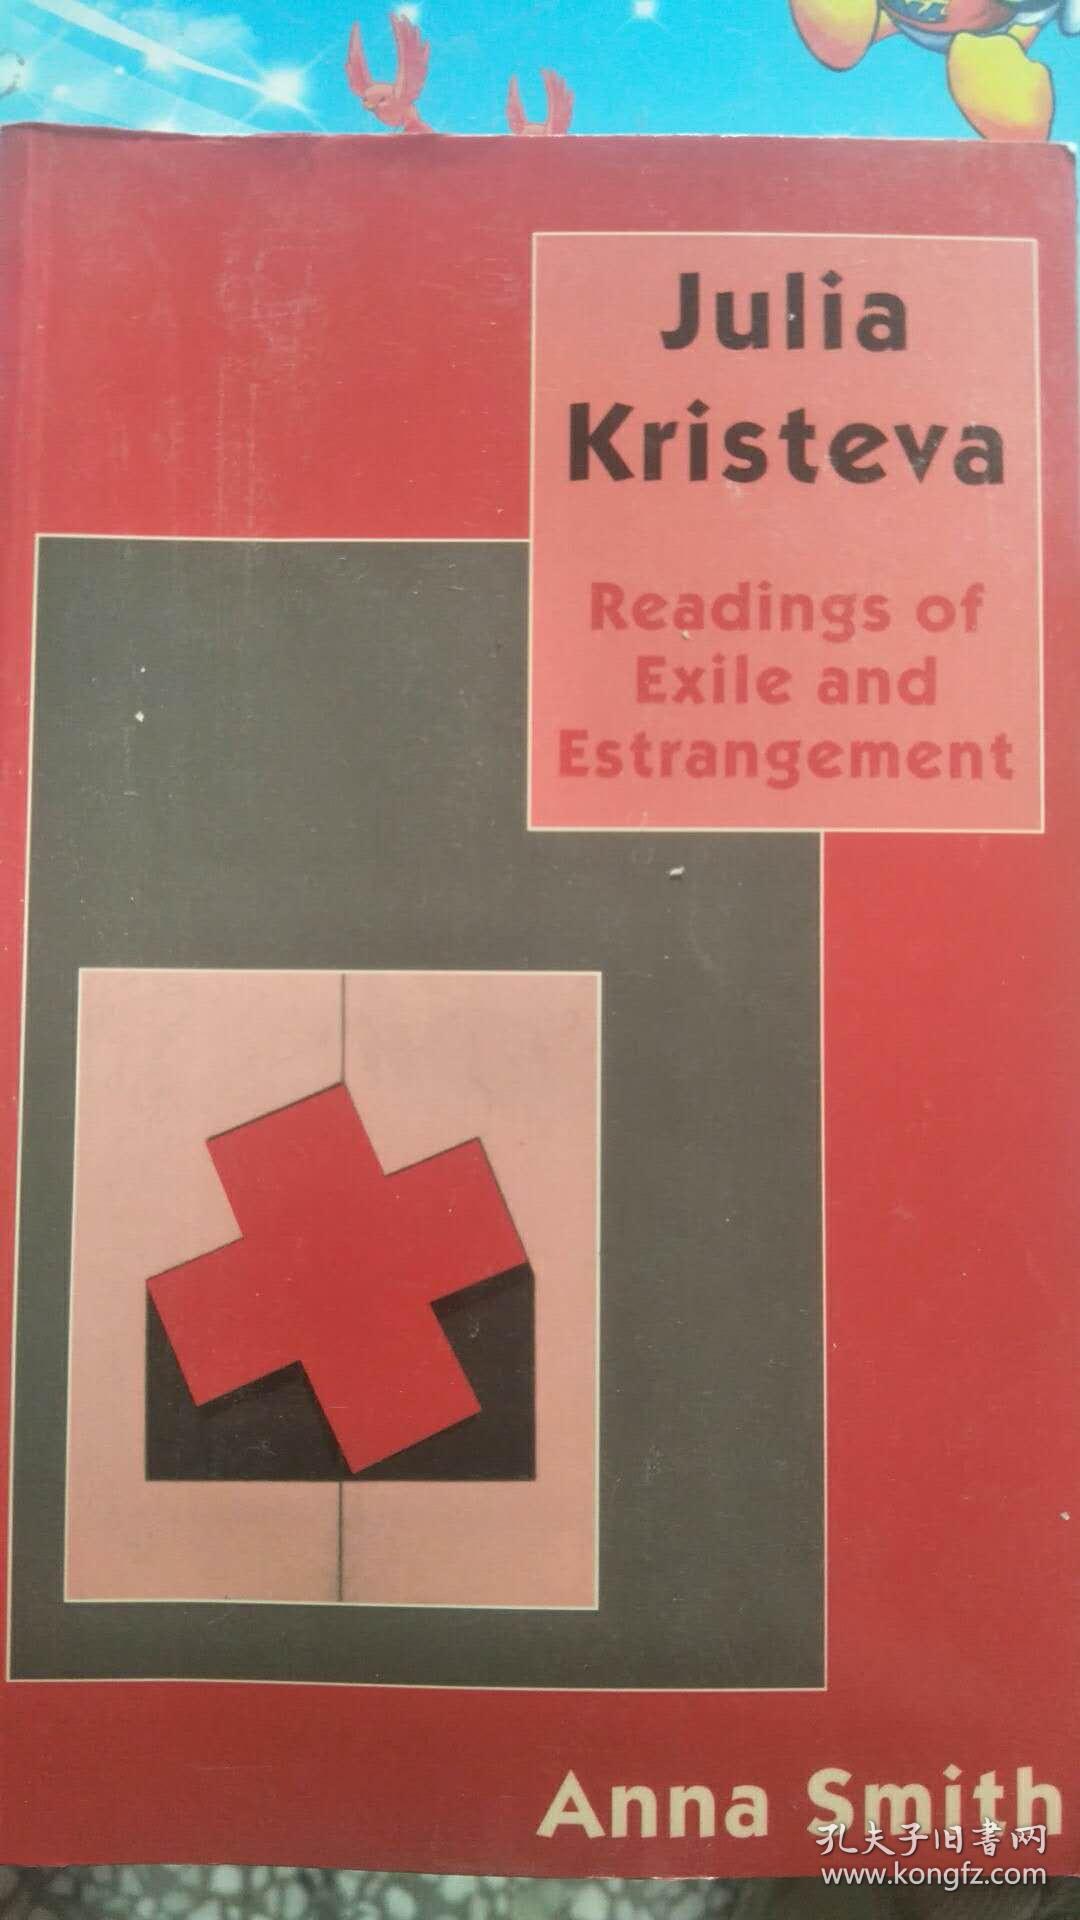 Julia
Kristeva
Readings of
Exile and
Estrangement
Anna Smith
孔夫子旧书网
www.kongfz.com